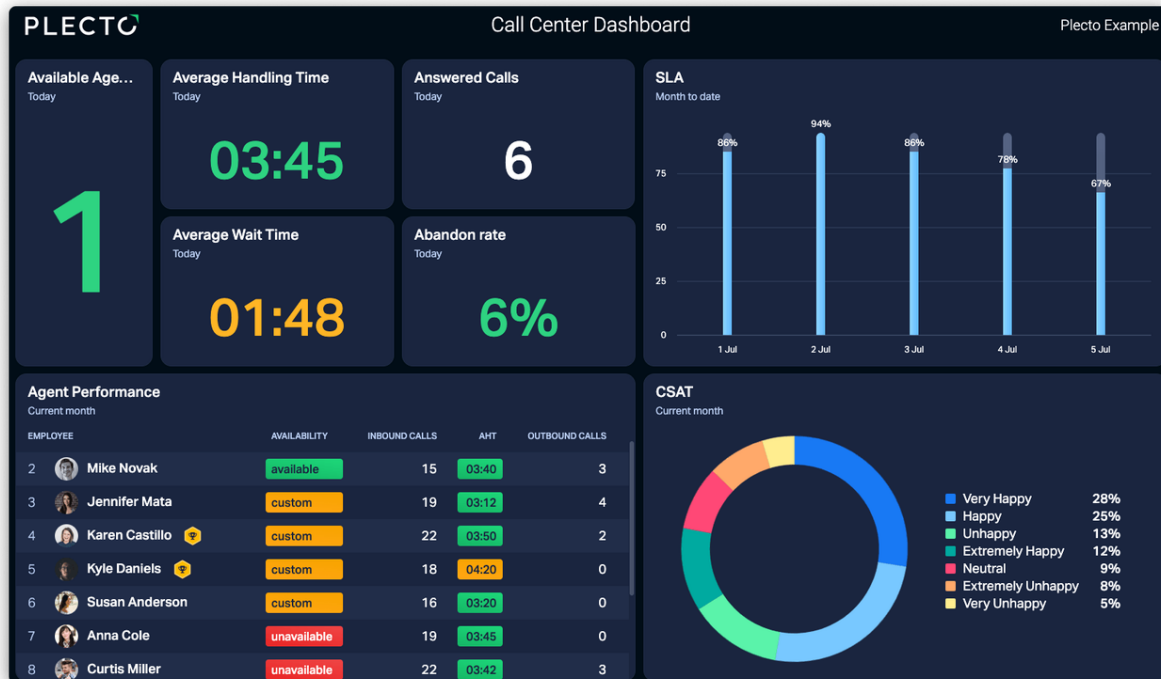 PLECTO
Call Center Dashboard
Plecto Example
Available Age...
Today
1
Average Handling Time
Today
03:45
Answered Calls
Today
6
Average Wait Time
Today
01:48
Abandon rate
Today
6%
SLA
Month to date
86%
94%
86%
78%
67%
75
50
25
0
1 Jul
2 Jul
3 Jul
4 Jul
5 Jul
Agent Performance
Current month
EMPLOYEE AVAILABILITY INBOUND CALLS AHT OUTBOUND CALLS
2 Mike Novak available 15 03:40 3
3 Jennifer Mata custom 19 03:12 4
4 Karen Castillo custom 22 03:50 2
5 Kyle Daniels custom 18 04:20 0
6 Susan Anderson custom 16 03:20 0
7 Anna Cole unavailable 19 03:45 0
8 Curtis Miller unavailable 22 03:42 3
CSAT
Current month
Very Happy 28%
Happy 25%
Unhappy 13%
Extremely Happy 12%
Neutral 9%
Extremely Unhappy 8%
Very Unhappy 5%